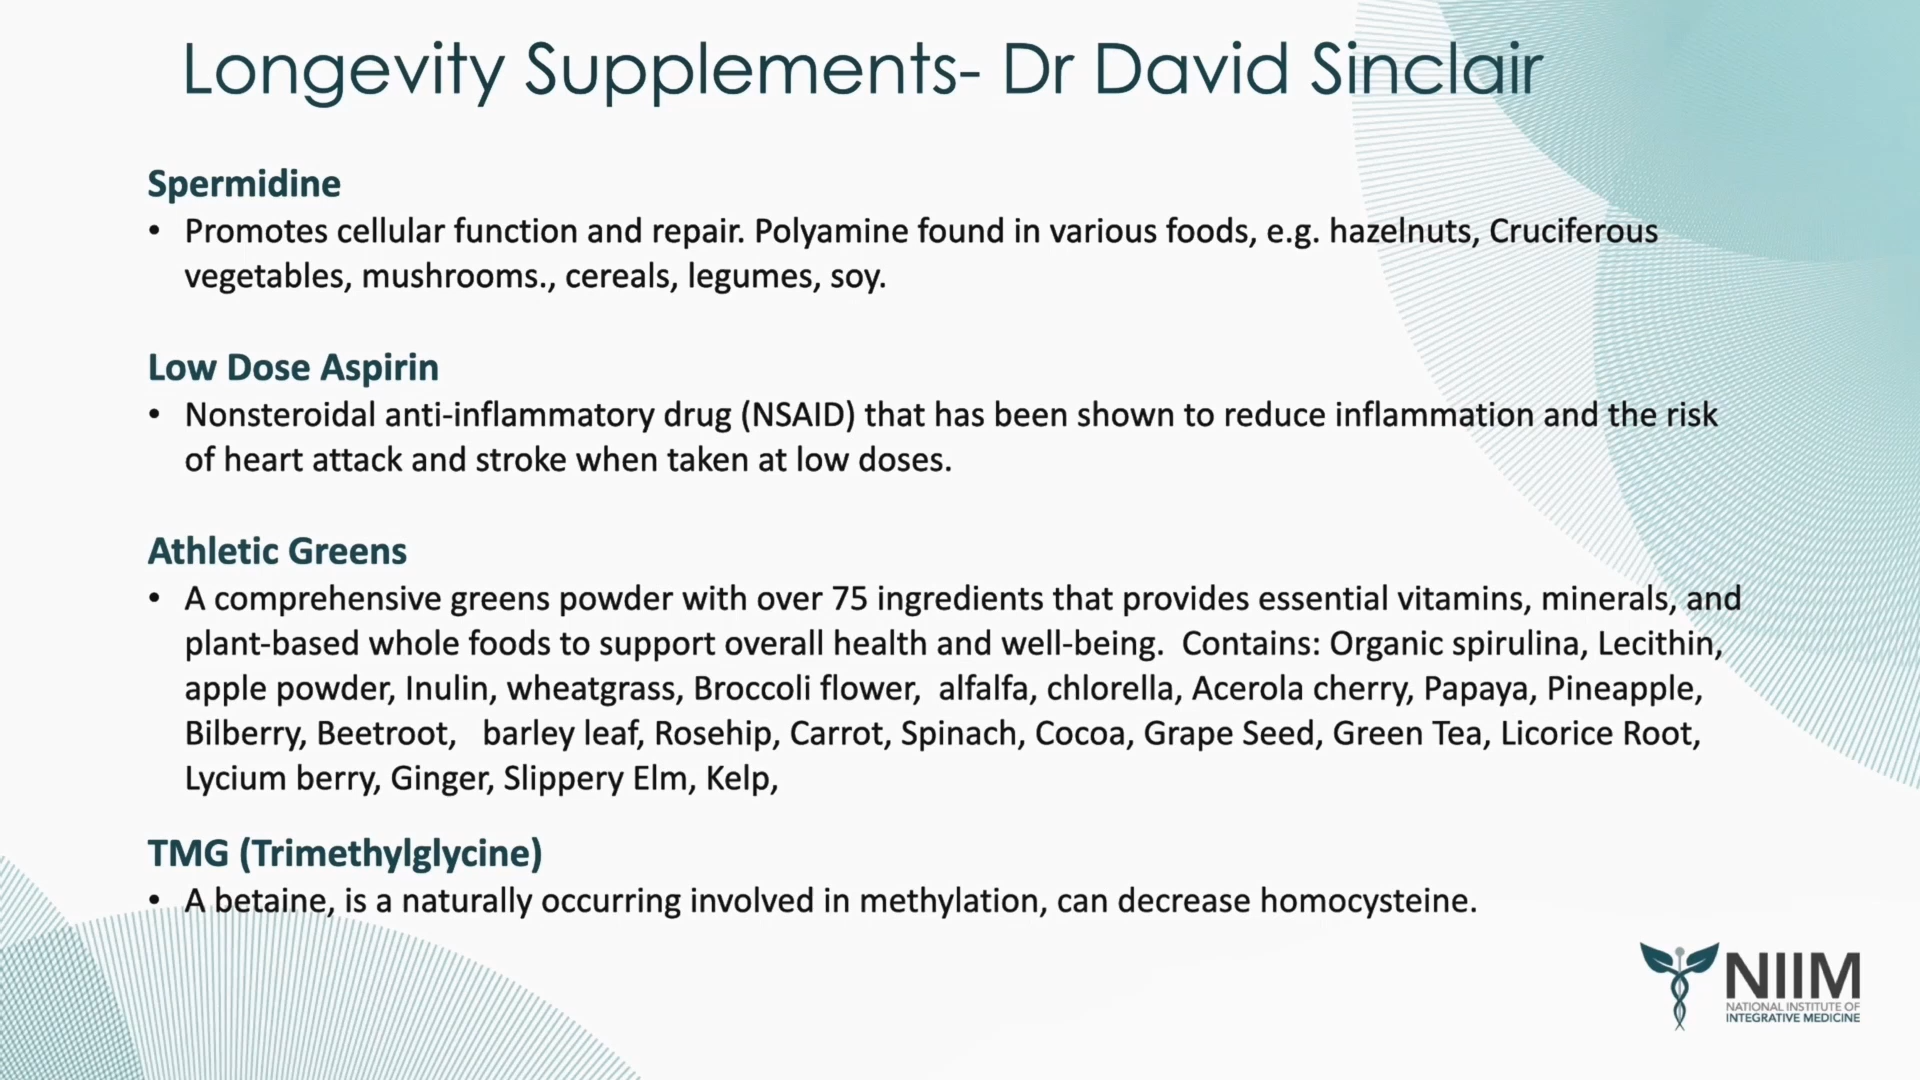 Longevity Supplements- Dr David Sinclair
Spermidine
• Promotes cellular function and repair. Polyamine found in various foods, e.g. hazelnuts, Cruciferous
vegetables, mushrooms., cereals, legumes, soy.
Low Dose Aspirin
• Nonsteroidal anti-inflammatory drug (NSAID) that has been shown to reduce inflammation and the risk
of heart attack and stroke when taken at low doses.
Athletic Greens
• A comprehensive greens powder with over 75 ingredients that provides essential vitamins, minerals, and
plant-based whole foods to support overall health and well-being.  Contains: Organic spirulina, Lecithin,
apple powder, Inulin, wheatgrass, Broccoli flower,  alfalfa, chlorella, Acerola cherry, Papaya, Pineapple,
Bilberry, Beetroot,   barley leaf, Rosehip, Carrot, Spinach, Cocoa, Grape Seed, Green Tea, Licorice Root,
Lycium berry, Ginger, Slippery Elm, Kelp,
TMG (Trimethylglycine)
• A betaine, is a naturally occurring involved in methylation, can decrease homocysteine.
NIIM
NATIONAL INSTITUTE OF
INTEGRATIVE MEDICINE